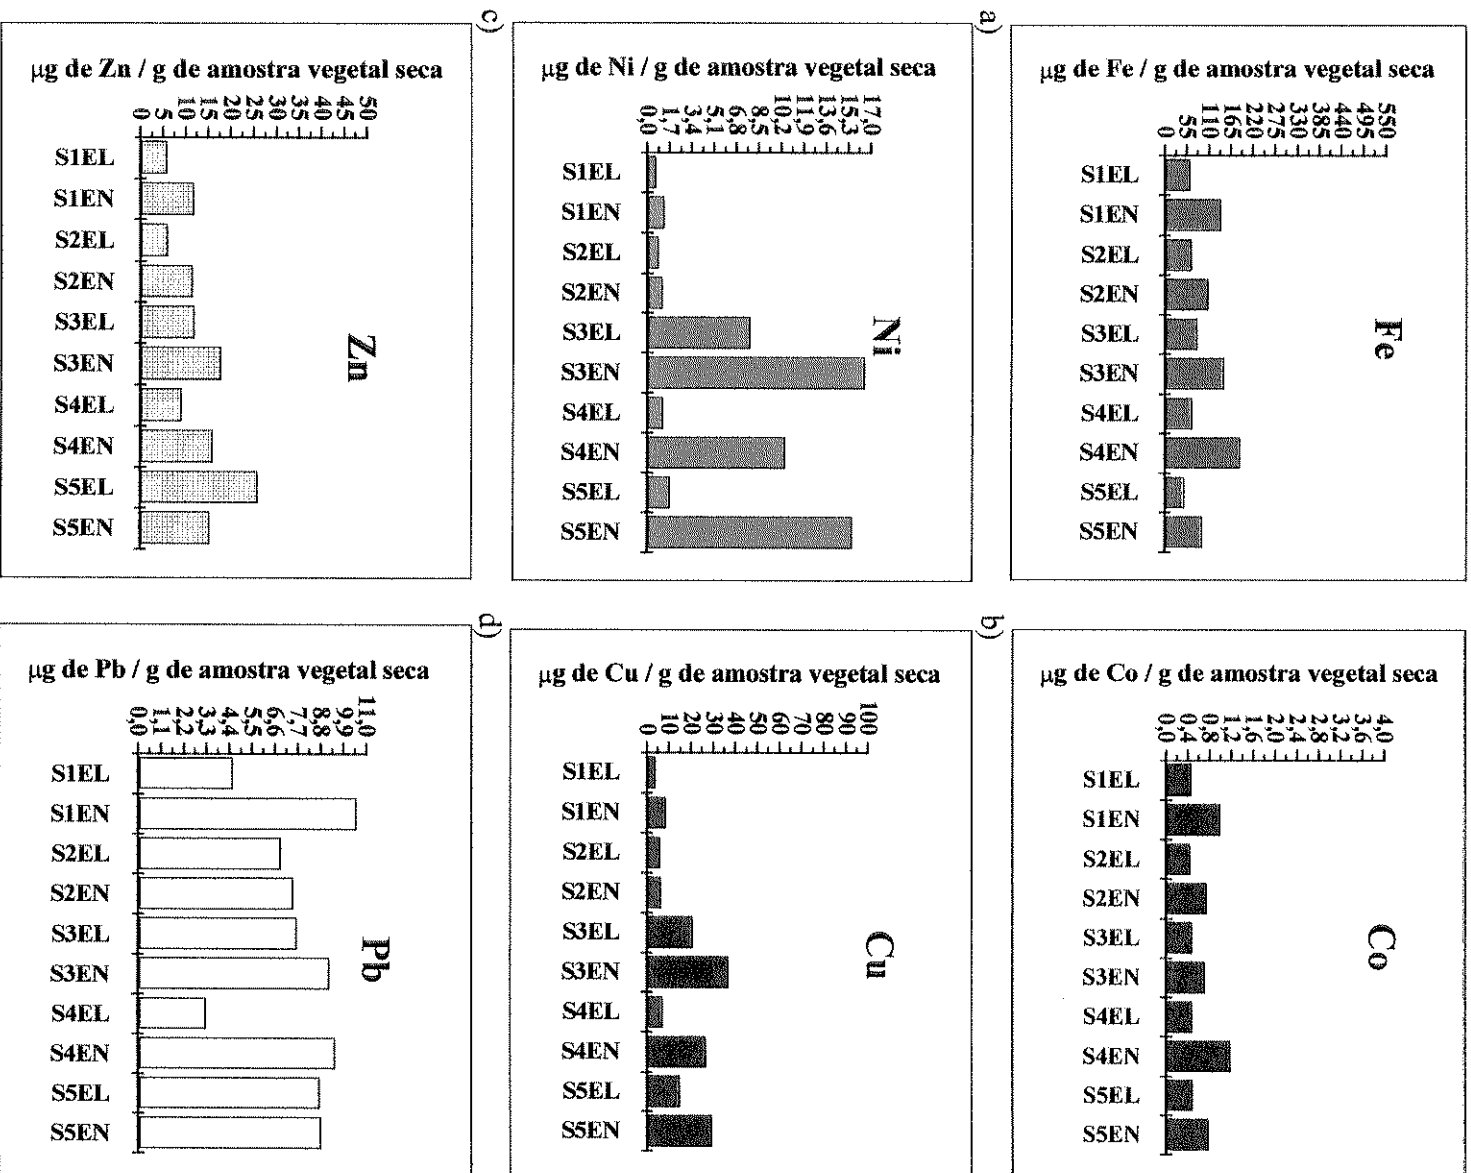 Fe
µg de Fe / g de amostra vegetal seca
550
495
440
385
330
275
220
165
110
55
0
S1EL
S1EN
S2EL
S2EN
S3EL
S3EN
S4EL
S4EN
S5EL
S5EN
a)
Co
µg de Co / g de amostra vegetal seca
4,0
3,6
3,2
2,8
2,4
2,0
1,6
1,2
0,8
0,4
0,0
S1EL
S1EN
S2EL
S2EN
S3EL
S3EN
S4EL
S4EN
S5EL
S5EN
b)
Ni
µg de Ni / g de amostra vegetal seca
17,0
15,3
13,6
11,9
10,2
8,5
6,8
5,1
3,4
1,7
0,0
S1EL
S1EN
S2EL
S2EN
S3EL
S3EN
S4EL
S4EN
S5EL
S5EN
c)
Cu
µg de Cu / g de amostra vegetal seca
100
90
80
70
60
50
40
30
20
10
0
S1EL
S1EN
S2EL
S2EN
S3EL
S3EN
S4EL
S4EN
S5EL
S5EN
d)
Zn
µg de Zn / g de amostra vegetal seca
50
45
40
35
30
25
20
15
10
5
0
S1EL
S1EN
S2EL
S2EN
S3EL
S3EN
S4EL
S4EN
S5EL
S5EN
Pb
µg de Pb / g de amostra vegetal seca
11,0
9,9
8,8
7,7
6,6
5,5
4,4
3,3
2,2
1,1
0,0
S1EL
S1EN
S2EL
S2EN
S3EL
S3EN
S4EL
S4EN
S5EL
S5EN